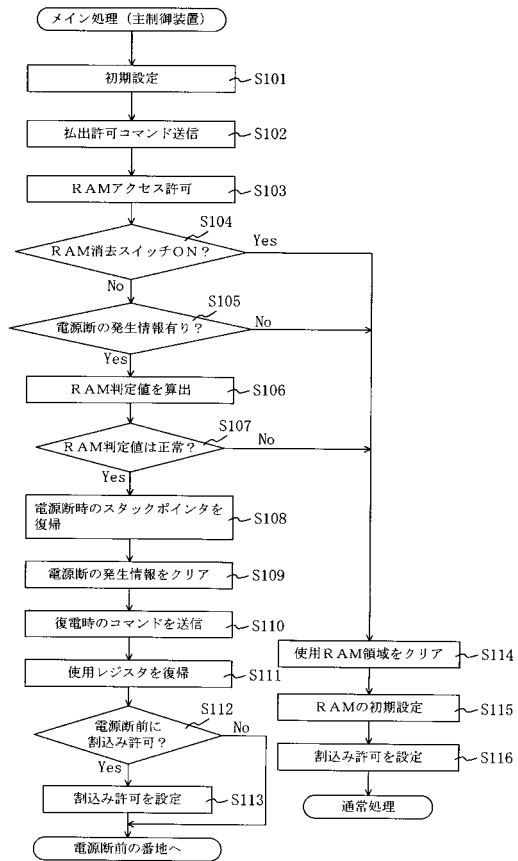 メイン処理（主制御装置）
初期設定
S101
払出許可コマンド送信
S102
ＲＡＭアクセス許可
S103
S104
ＲＡＭ消去スイッチON？
Yes
No
S105
電源断の発生情報有り？
No
Yes
ＲＡＭ判定値を算出
S106
S107
ＲＡＭ判定値は正常？
No
Yes
電源断時のスタックポインタを
復帰
S108
電源断の発生情報をクリア
S109
復電時のコマンドを送信
S110
使用レジスタを復帰
S111
S112
電源断前に
割込み許可？
No
Yes
割込み許可を設定
S113
電源断前の番地へ
使用ＲＡＭ領域をクリア
S114
ＲＡＭの初期設定
S115
割込み許可を設定
S116
通常処理